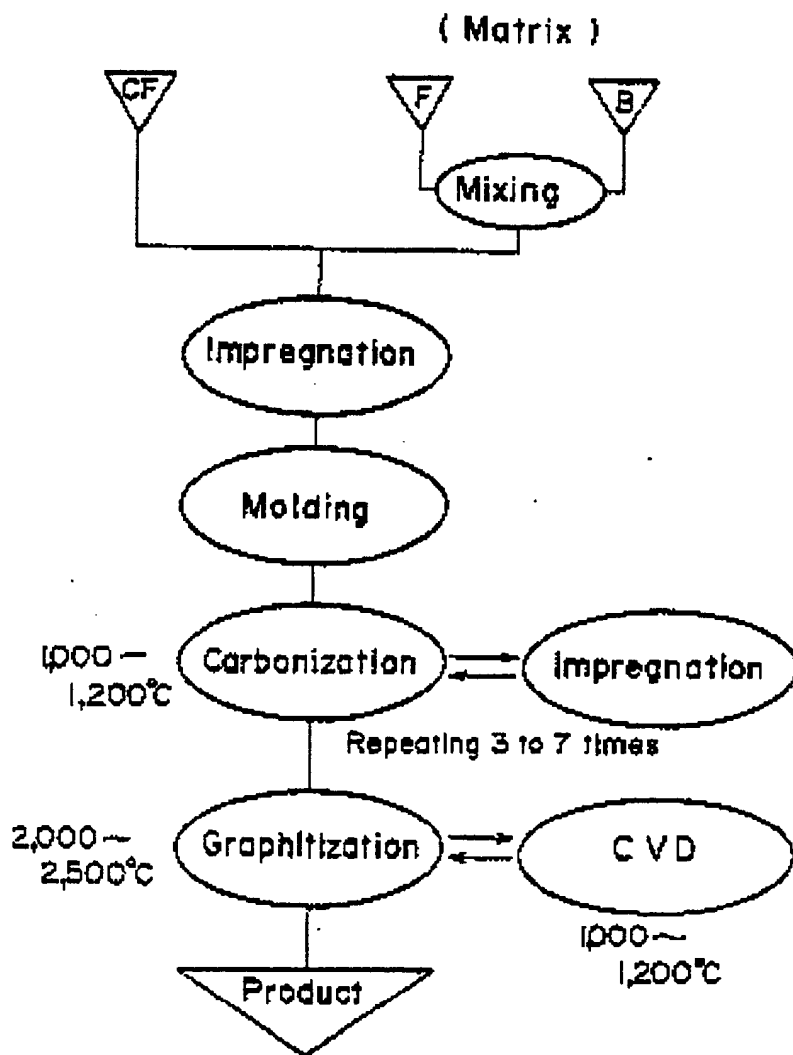 ( Matrix )
CF
F
B
Mixing
Impregnation
Molding
1,000~
1,200°C
Carbonization
Impregnation
Repeating 3 to 7 times
2,000~
2,500°C
Graphitization
CVD
1,000~
1,200°C
Product